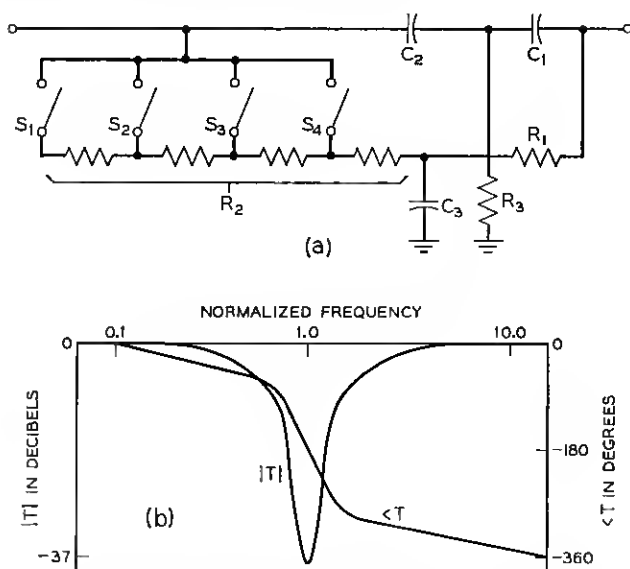 C₂
C₁
S₁
S₂
S₃
S₄
R₁
R₂
C₃
R₃
(a)
NORMALIZED FREQUENCY
0.1
1.0
10.0
0
0
|T| IN DECIBELS
<T IN DEGREES
-180
|T|
<T
(b)
-37
-360